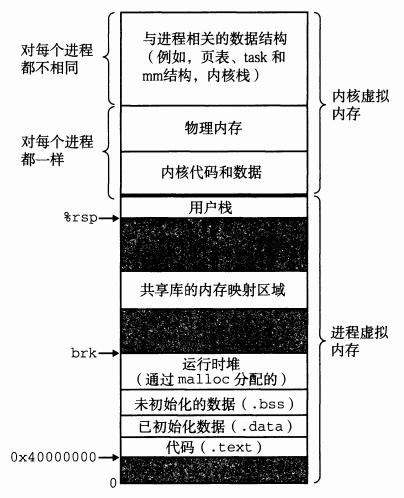 对每个进程
都不相同
与进程相关的数据结构
（例如，页表、task 和
mm结构，内核栈）
内核虚拟
内存
对每个进程
都一样
物理内存
内核代码和数据
用户栈
%rsp
共享库的内存映射区域
进程虚拟
内存
brk
运行时堆
（通过 malloc 分配的）
未初始化的数据（.bss）
已初始化数据（.data）
代码（.text）
0x40000000
0